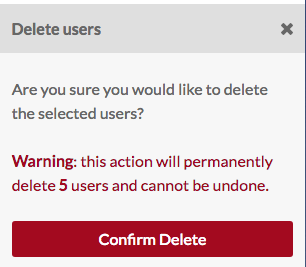 Delete users
Are you sure you would like to delete
the selected users?
Warning: this action will permanently
delete 5 users and cannot be undone.
Confirm Delete